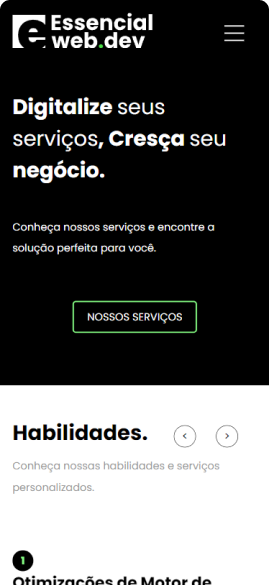 e Essencial
web.dev
Digitalize seus
serviços, Cresça seu
negócio.
Conheça nossos serviços e encontre a
solução perfeita para você.
NOSSOS SERVIÇOS
Habilidades.
Conheça nossas habilidades e serviços
personalizados.
1
Otimizações de Motor de